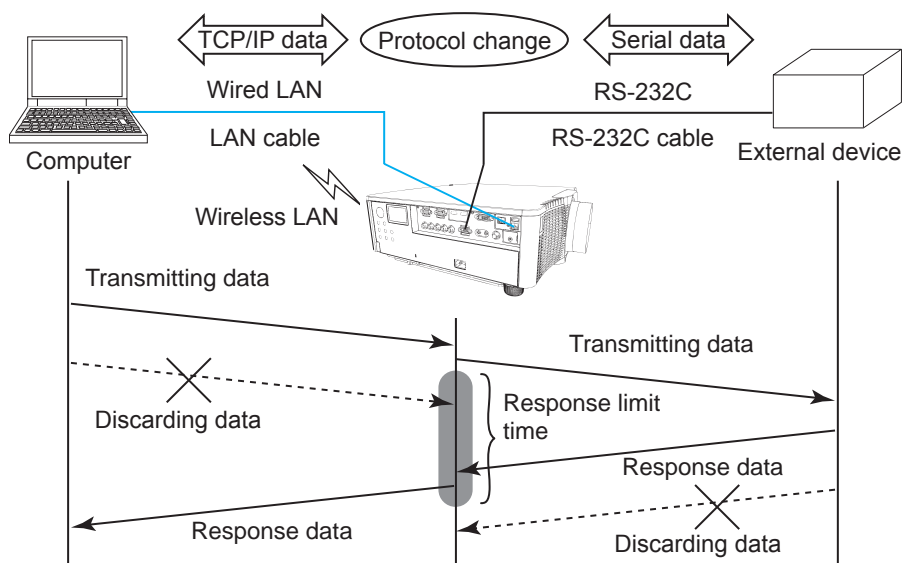 TCP/IP data
Protocol change
Serial data
Wired LAN
RS-232C
LAN cable
RS-232C cable
Computer
External device
Wireless LAN
Transmitting data
Transmitting data
Discarding data
Response limit
time
Response data
Response data
Discarding data